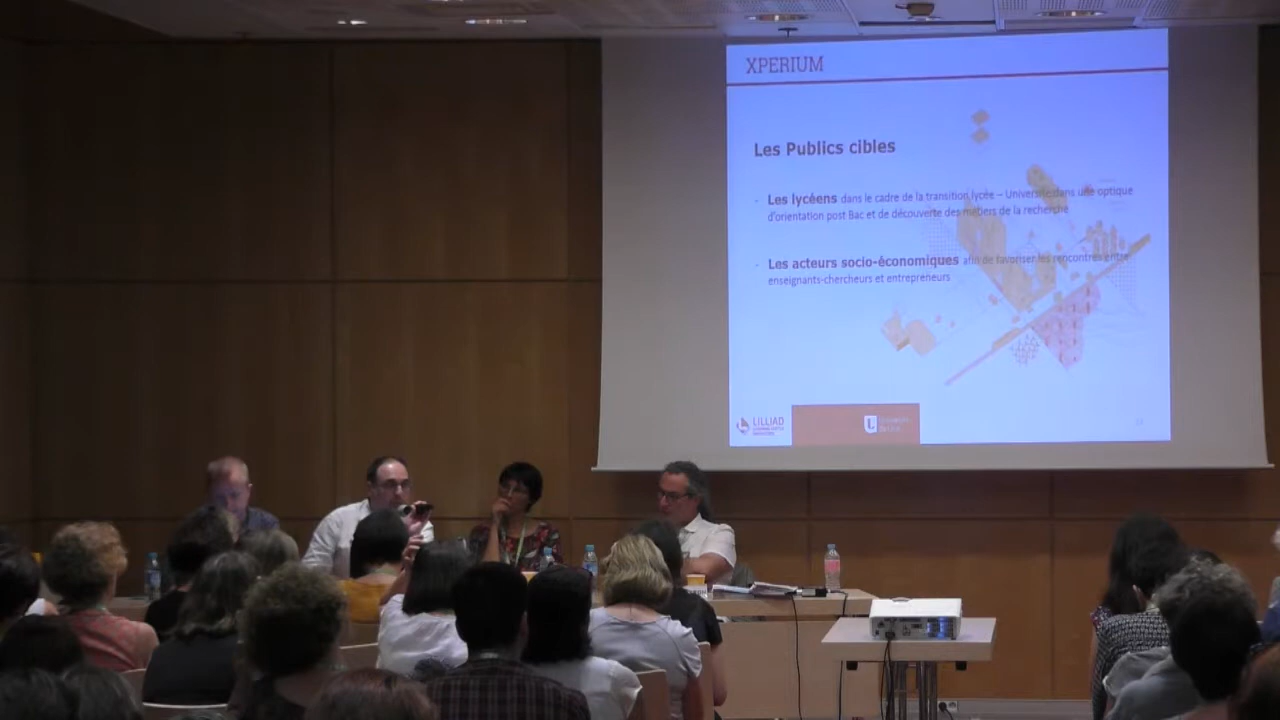 XPERIUM
Les Publics cibles
- Les lycéens dans le cadre de la transition lycée – Université dans une optique
d'orientation post Bac et de découverte des métiers de la recherche
- Les acteurs socio-économiques afin de favoriser les rencontres entre
enseignants-chercheurs et entrepreneurs
LILLIAD